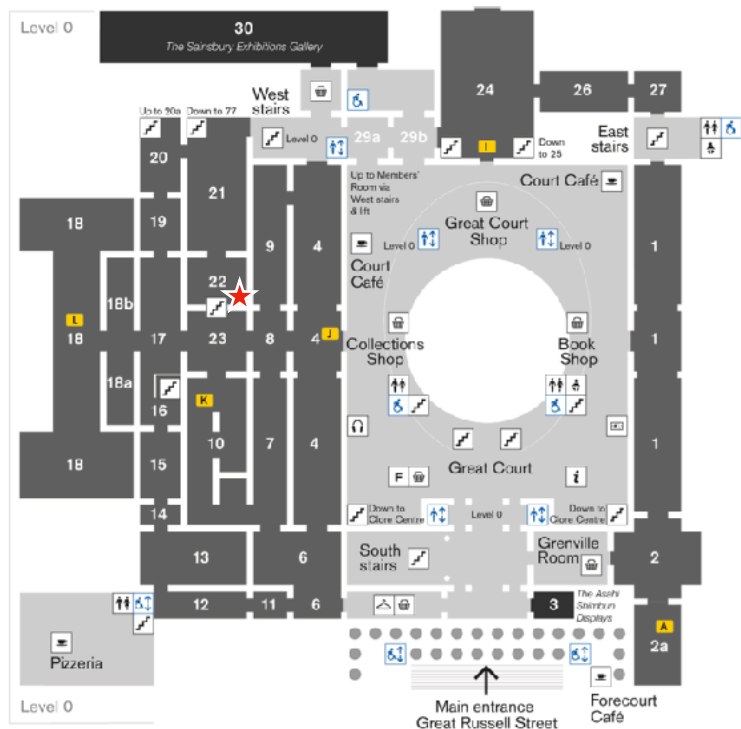 Level 0
30
The Sainsbury Exhibitions Gallery
24
26
27
West
stairs
Up to 20a
Down to 77
Level 0
29a
29b
Down
to 25
East
stairs
20
21
Up to Members'
Room via
West stairs
& lift
Court Café
Great Court
Shop
Level 0
Level 0
Court
Café
18
19
9
4
1
22
18b
L
18
17
23
8
4
J
Collections
Shop
Book
Shop
1
18a
16
K
10
7
4
1
18
15
14
F
i
Great Court
Down to
Clore Centre
Level 0
Down to
Clore Centre
13
6
South
stairs
Grenville
Room
2
12
11
6
3
The Asahi
Shimbun
Displays
A
2a
Pizzeria
Level 0
Main entrance
Great Russell Street
Forecourt
Café